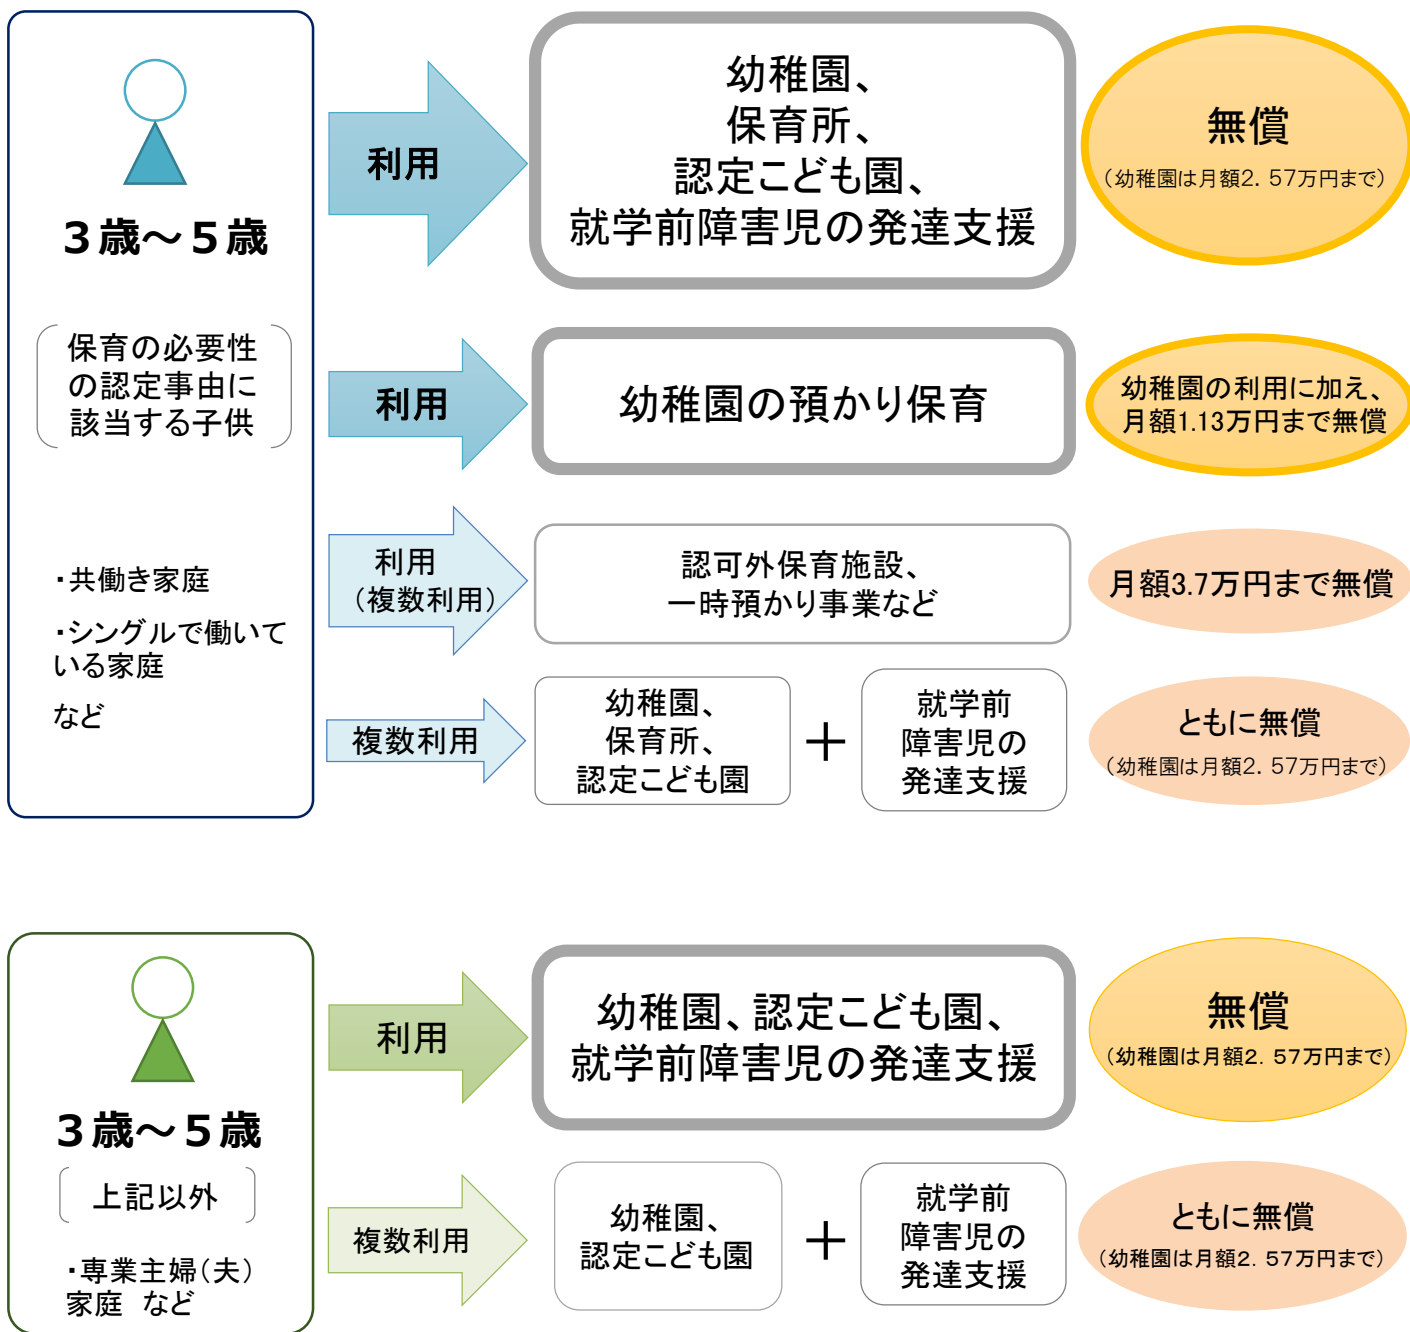 ３歳～５歳
保育の必要性
の認定事由に
該当する子供
・共働き家庭
・シングルで働いて
いる家庭
など
利用
幼稚園、
保育所、
認定こども園、
就学前障害児の発達支援
無償
（幼稚園は月額２．５７万円まで）
利用
幼稚園の預かり保育
幼稚園の利用に加え、
月額1.13万円まで無償
利用
（複数利用）
認可外保育施設、
一時預かり事業など
月額3.7万円まで無償
複数利用
幼稚園、
保育所、
認定こども園
＋
就学前
障害児の
発達支援
ともに無償
（幼稚園は月額２．５７万円まで）
３歳～５歳
上記以外
・専業主婦（夫）
家庭　など
利用
幼稚園、認定こども園、
就学前障害児の発達支援
無償
（幼稚園は月額２．５７万円まで）
複数利用
幼稚園、
認定こども園
＋
就学前
障害児の
発達支援
ともに無償
（幼稚園は月額２．５７万円まで）